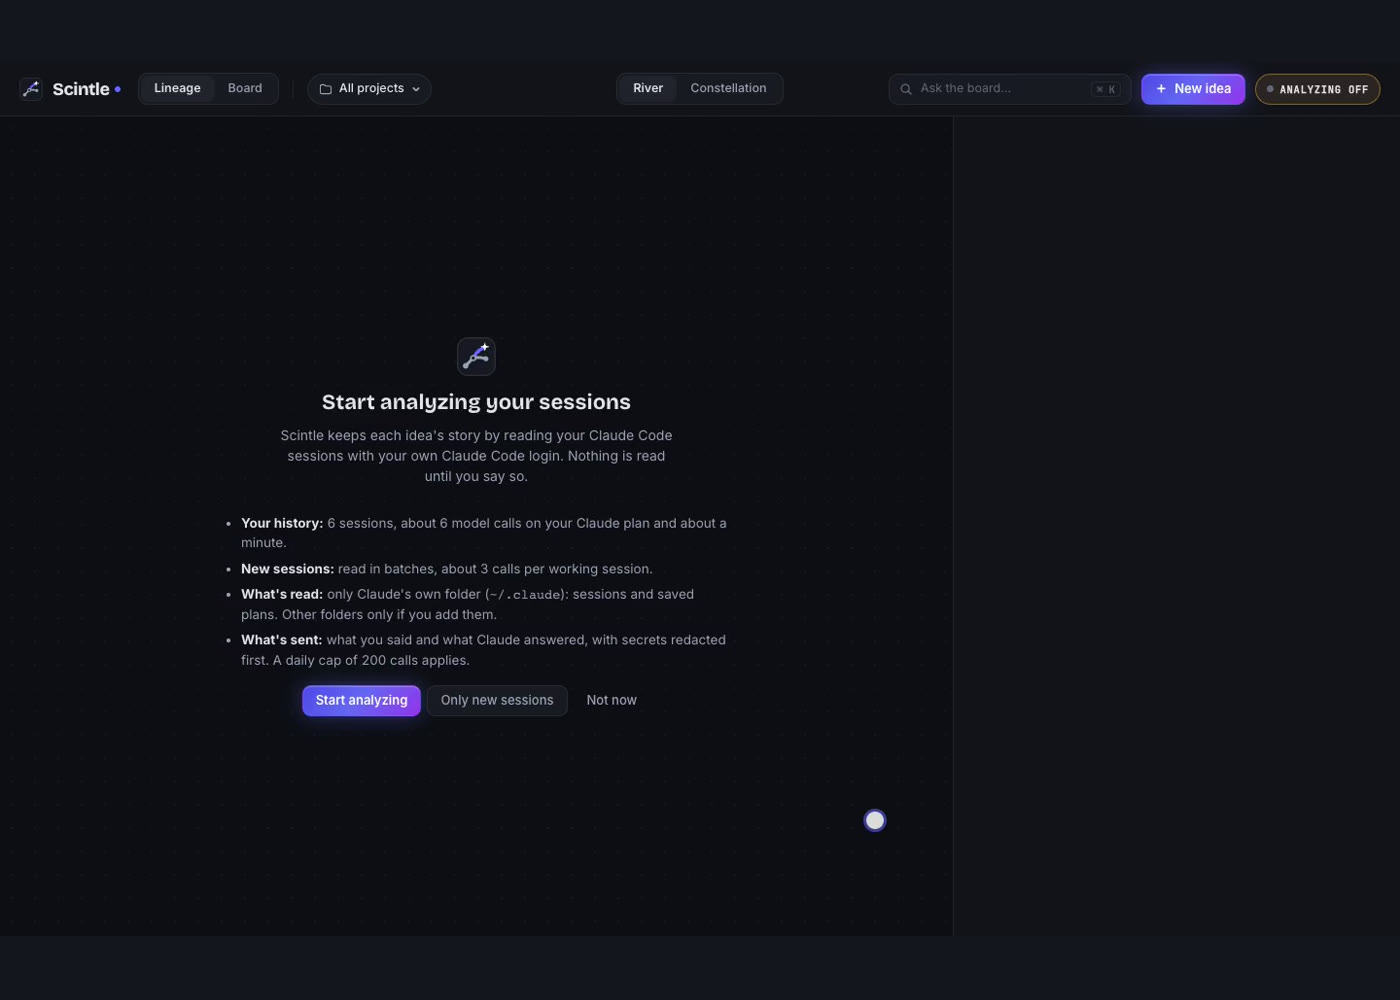 Scintle
Lineage
Board
All projects
River
Constellation
Ask the board...
⌘ K
+ New idea
ANALYZING OFF
Start analyzing your sessions
Scintle keeps each idea's story by reading your Claude Code
sessions with your own Claude Code login. Nothing is read
until you say so.
• Your history: 6 sessions, about 6 model calls on your Claude plan and about a
minute.
• New sessions: read in batches, about 3 calls per working session.
• What's read: only Claude's own folder (~/.claude): sessions and saved
plans. Other folders only if you add them.
• What's sent: what you said and what Claude answered, with secrets redacted
first. A daily cap of 200 calls applies.
Start analyzing
Only new sessions
Not now